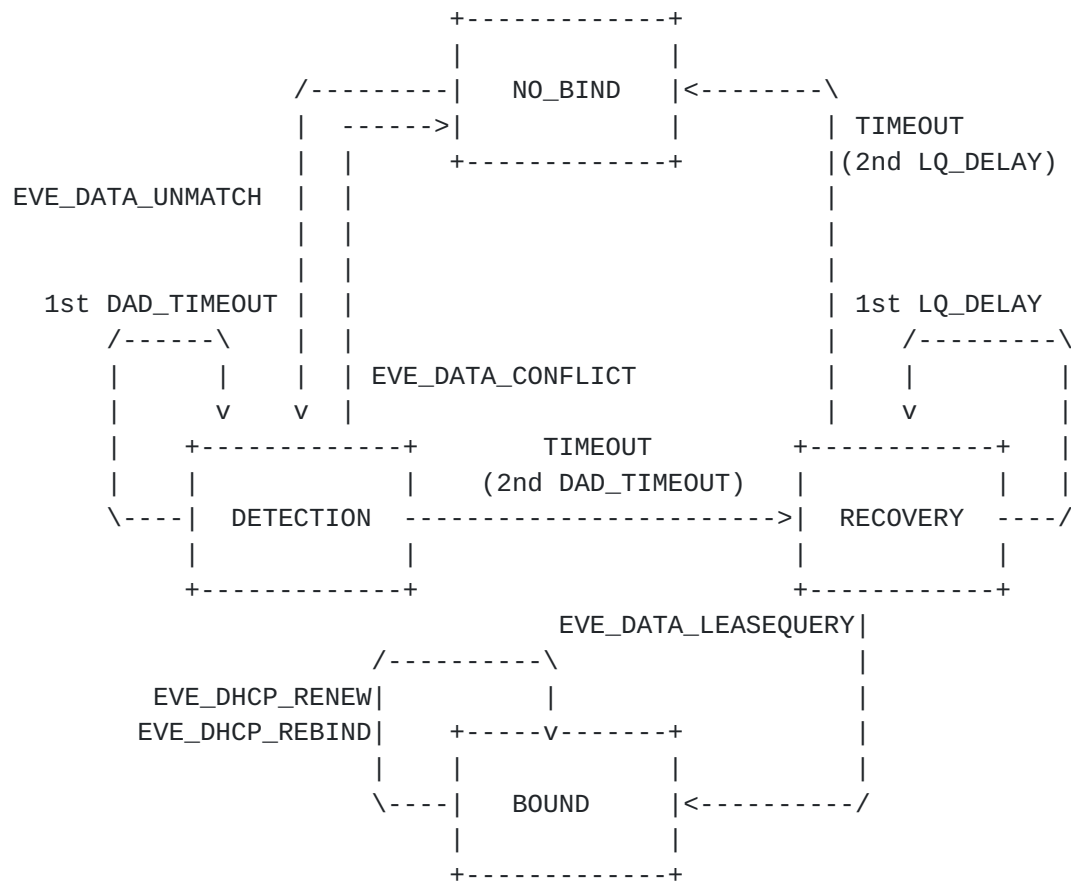 NO_BIND
TIMEOUT
(2nd LQ_DELAY)
EVE_DATA_UNMATCH
1st DAD_TIMEOUT 1st LQ_DELAY
EVE_DATA_CONFLICT
TIMEOUT
(2nd DAD_TIMEOUT)
DETECTION RECOVERY
EVE_DATA_LEASEQUERY
EVE_DHCP_RENEW
EVE_DHCP_REBIND
BOUND